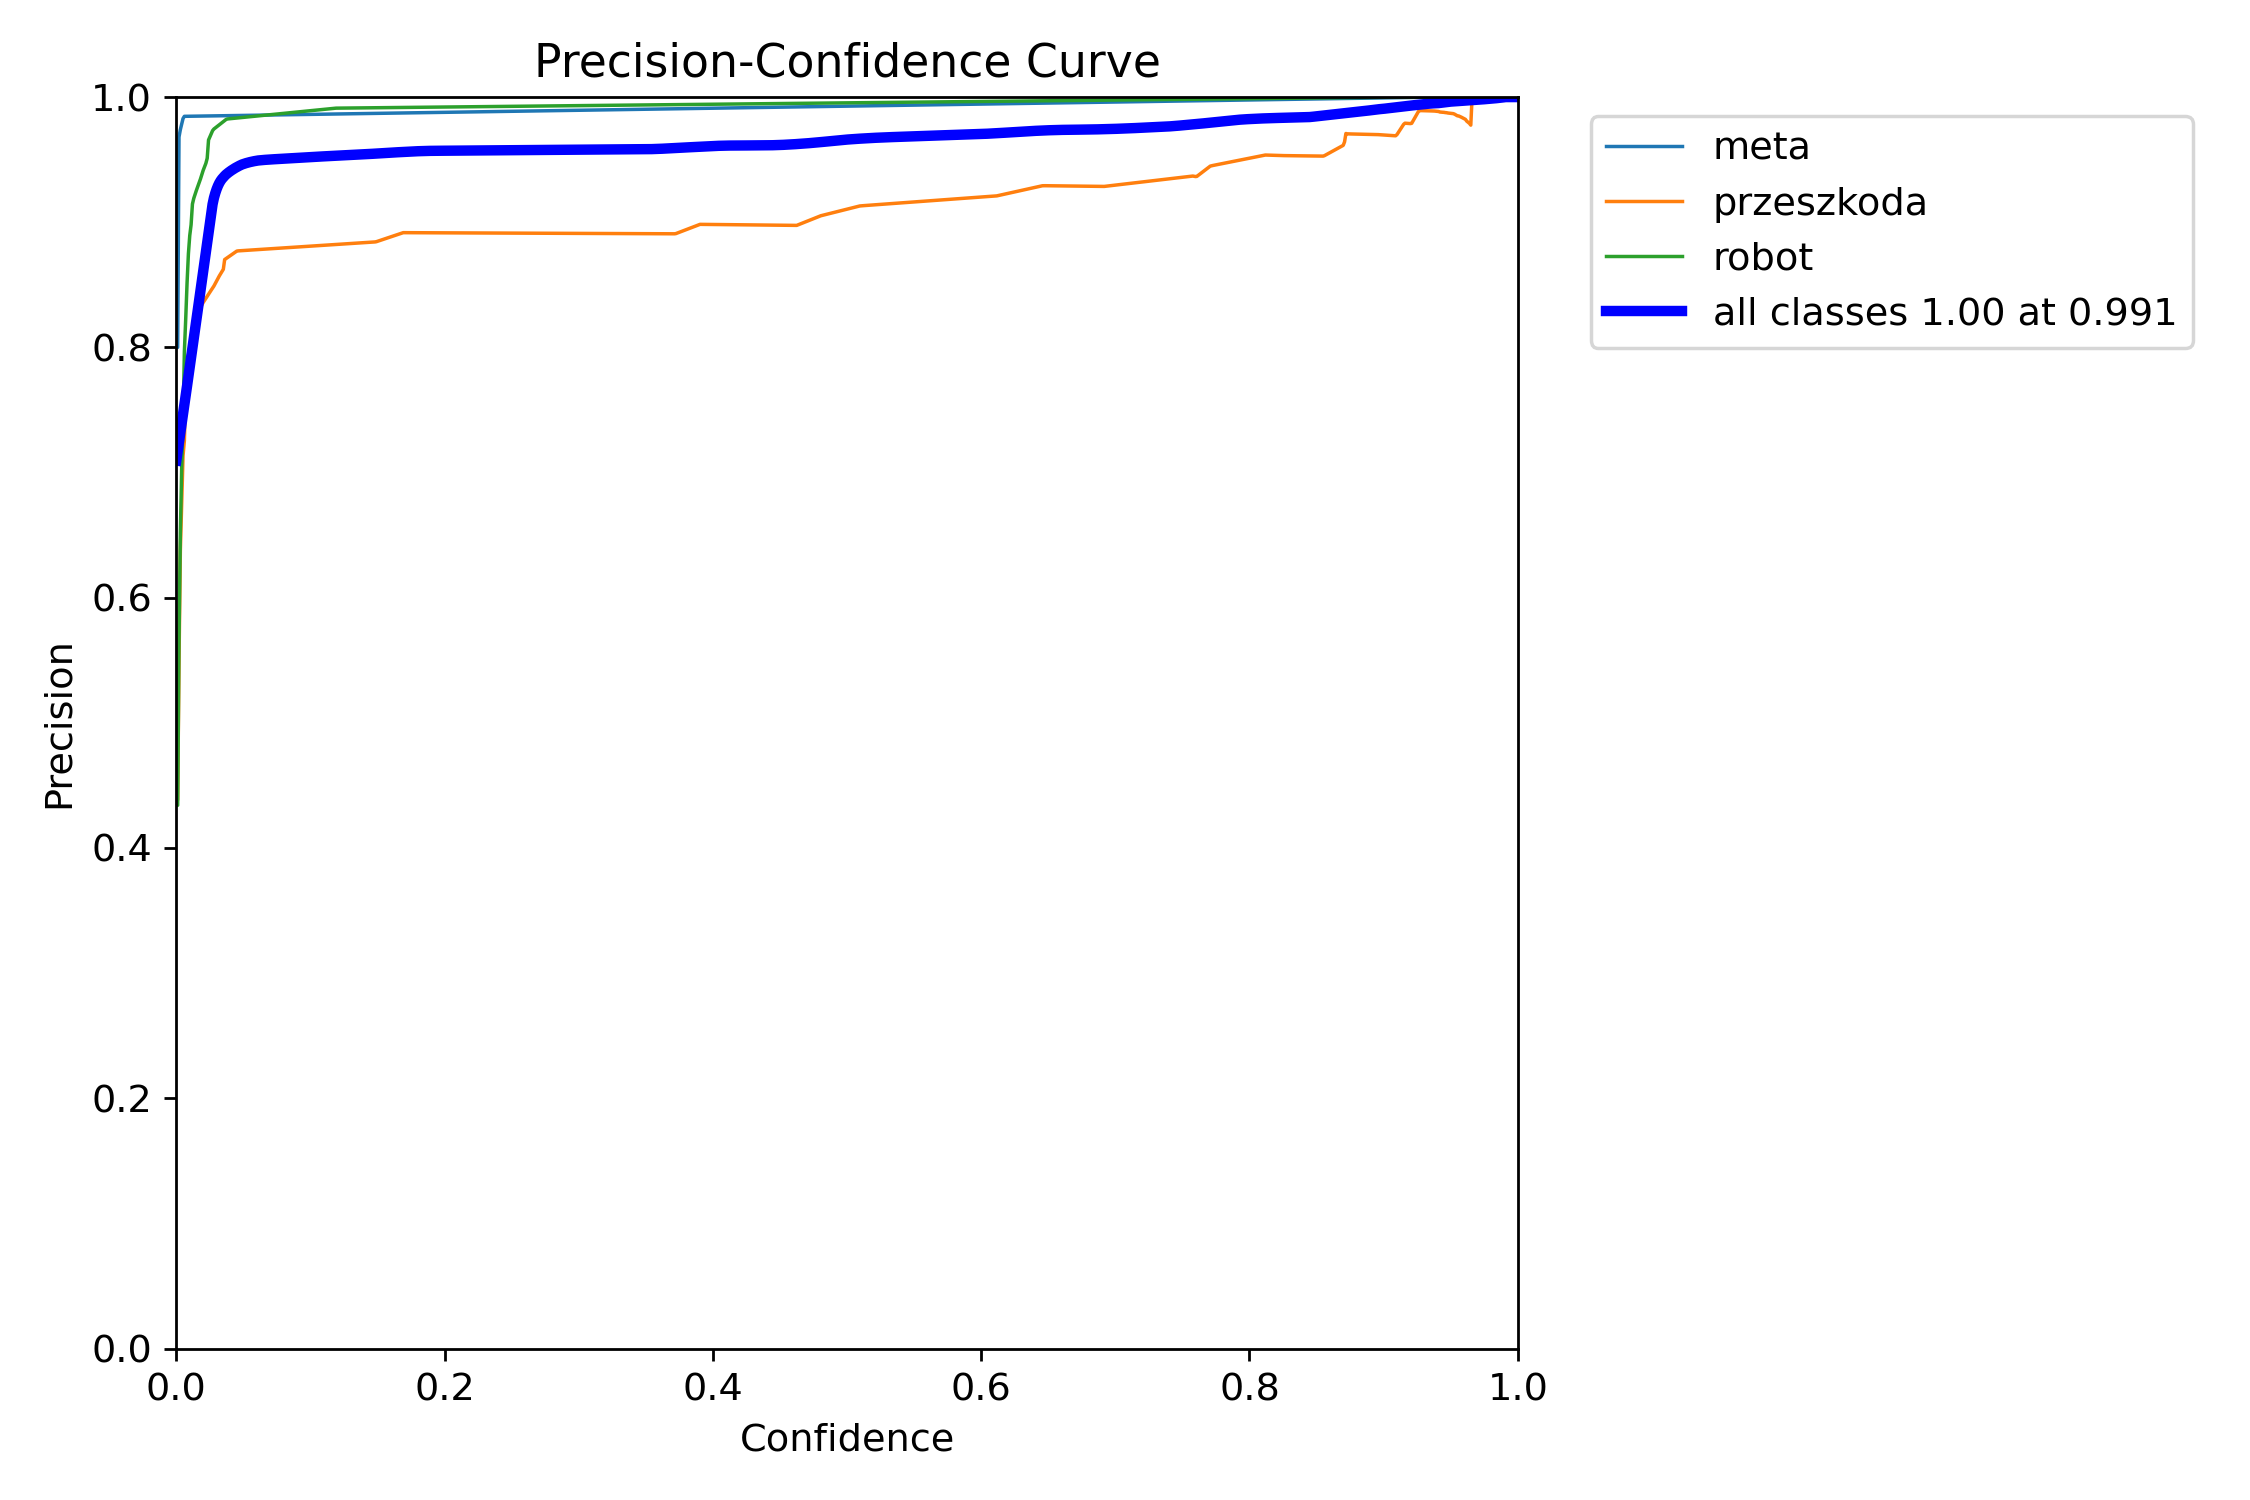 Precision-Confidence Curve
1.0
0.8
0.6
0.4
0.2
0.0
Precision
0.0 0.2 0.4 0.6 0.8 1.0
Confidence
meta
przeszkoda
robot
all classes 1.00 at 0.991